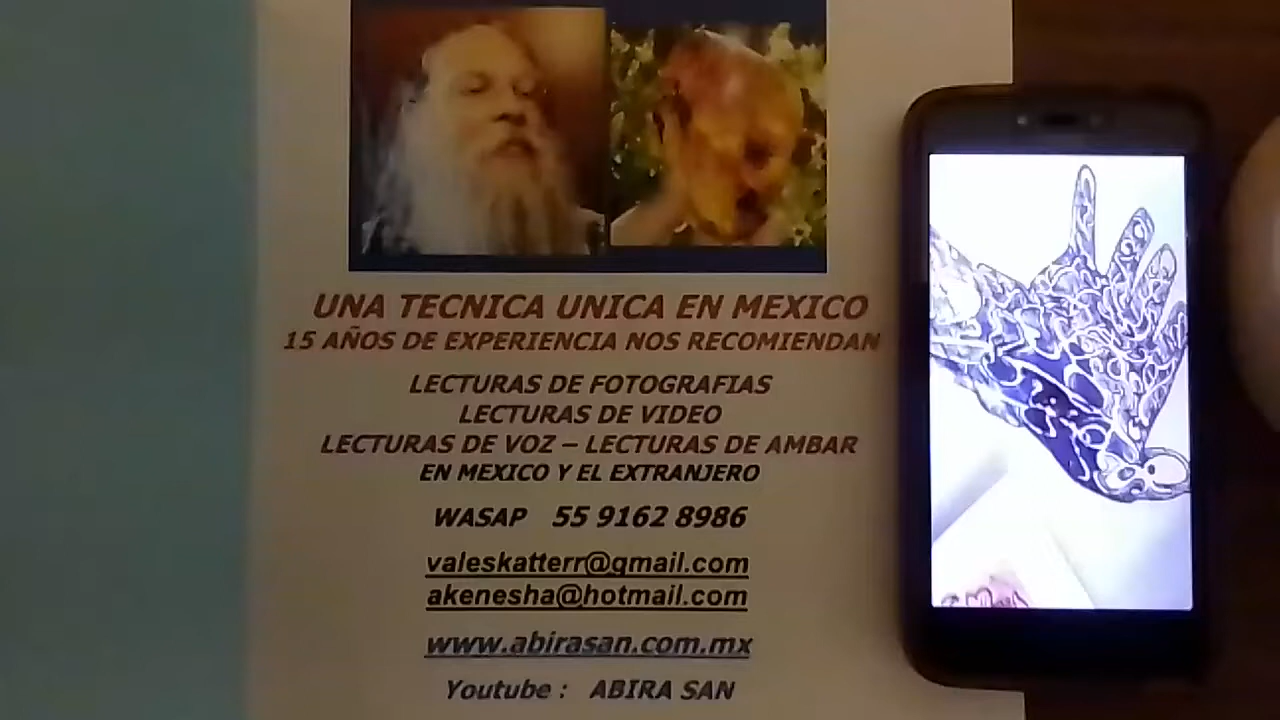 UNA TECNICA UNICA EN MEXICO
15 AÑOS DE EXPERIENCIA NOS RECOMIENDAN
LECTURAS DE FOTOGRAFIAS
LECTURAS DE VIDEO
LECTURAS DE VOZ – LECTURAS DE AMBAR
EN MEXICO Y EL EXTRANJERO
WASAP 55 9162 8986
valeskatterr@gmail.com
akenesha@hotmail.com
www.abirasan.com.mx
Youtube : ABIRA SAN